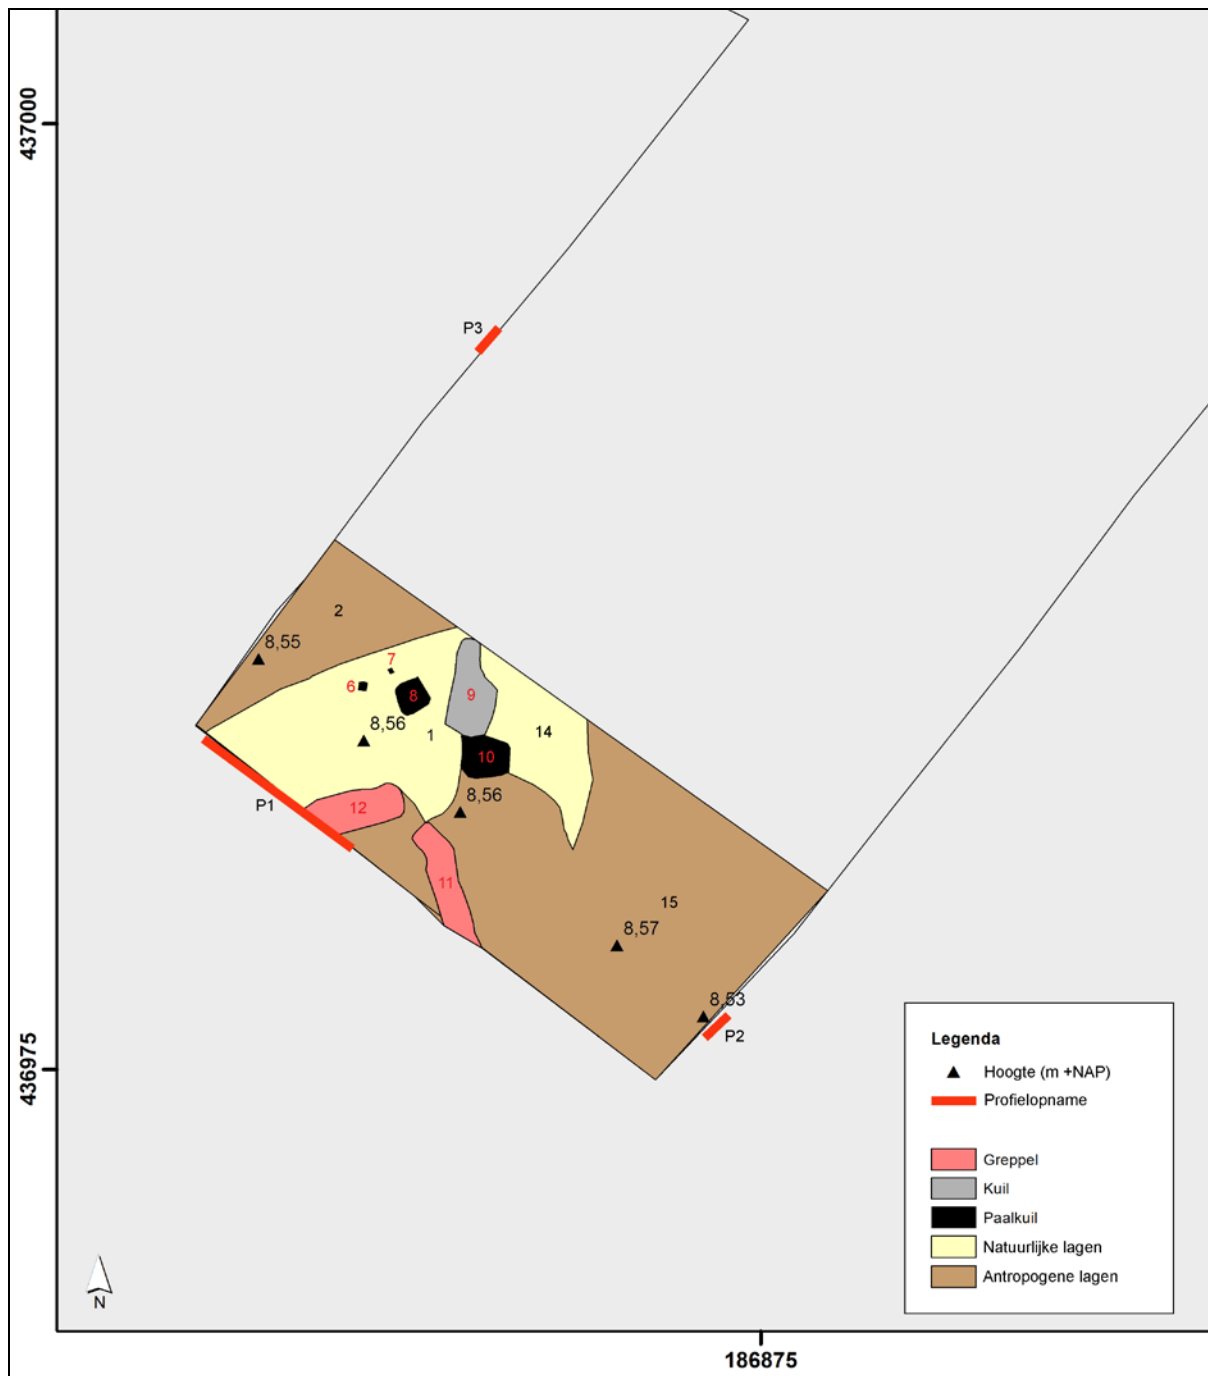 437000
P3
2
8,55
7
6
8
9
8,56
1
14
10
8,56
P1
12
11
15
8,57
8,53
P2
436975
Legenda
Hoogte (m +NAP)
Profielopname
Greppel
Kuil
Paalkuil
Natuurlijke lagen
Antropogene lagen
N
186875